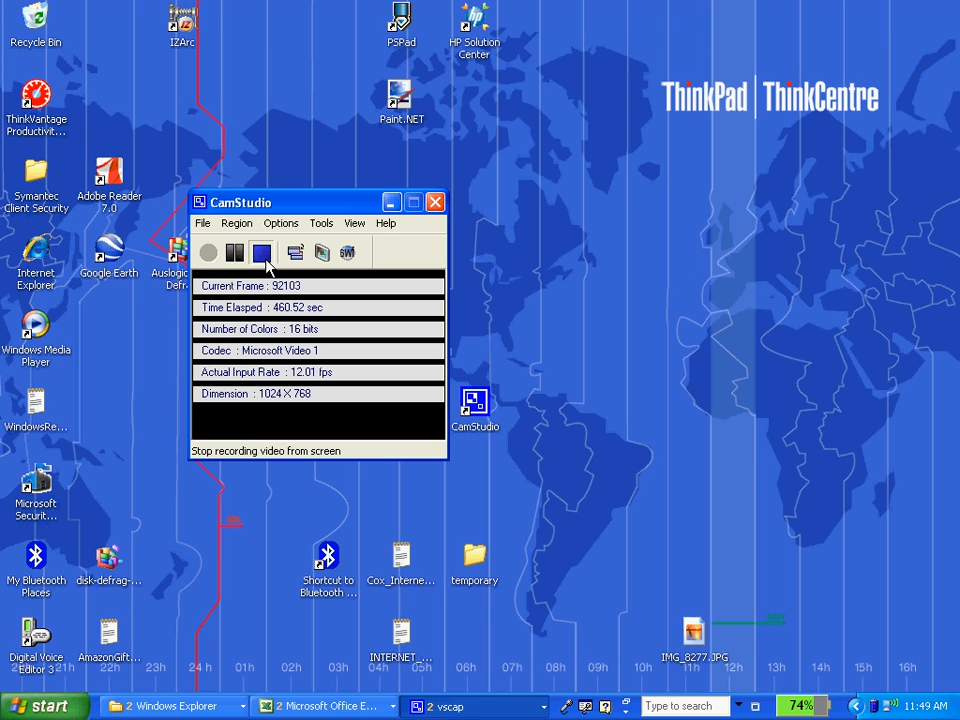 Recycle Bin
IZArc
PSPad
HP Solution
Center
ThinkPad ThinkCentre
ThinkVantage
Productivit...
Paint.NET
Symantec
Client Security
Adobe Reader
7.0
CamStudio
File Region Options Tools View Help
Internet
Explorer
Google Earth
Auslogic
Defr
Current Frame : 92103
Time Elasped : 460.52 sec
Number of Colors : 16 bits
Codec : Microsoft Video 1
Actual Input Rate : 12.01 fps
Dimension : 1024 X 768
Stop recording video from screen
Windows Media
Player
WindowsRe...
CamStudio
Microsoft
Securit...
My Bluetooth
Places
disk-defrag-...
Shortcut to
Bluetooth ...
Cox_Interne...
temporary
Digital Voice
Editor 3
AmazonGift...
INTERNET_...
IMG_8277.JPG
21h 22h 23h 24 h 01h 02h 03h 04h 05h 06h 07h 08h 09h 10h 11h 12h 13h 14h 15h 16h
start
2 Windows Explorer
2 Microsoft Office E...
2 vscap
Type to search
74%
11:49 AM